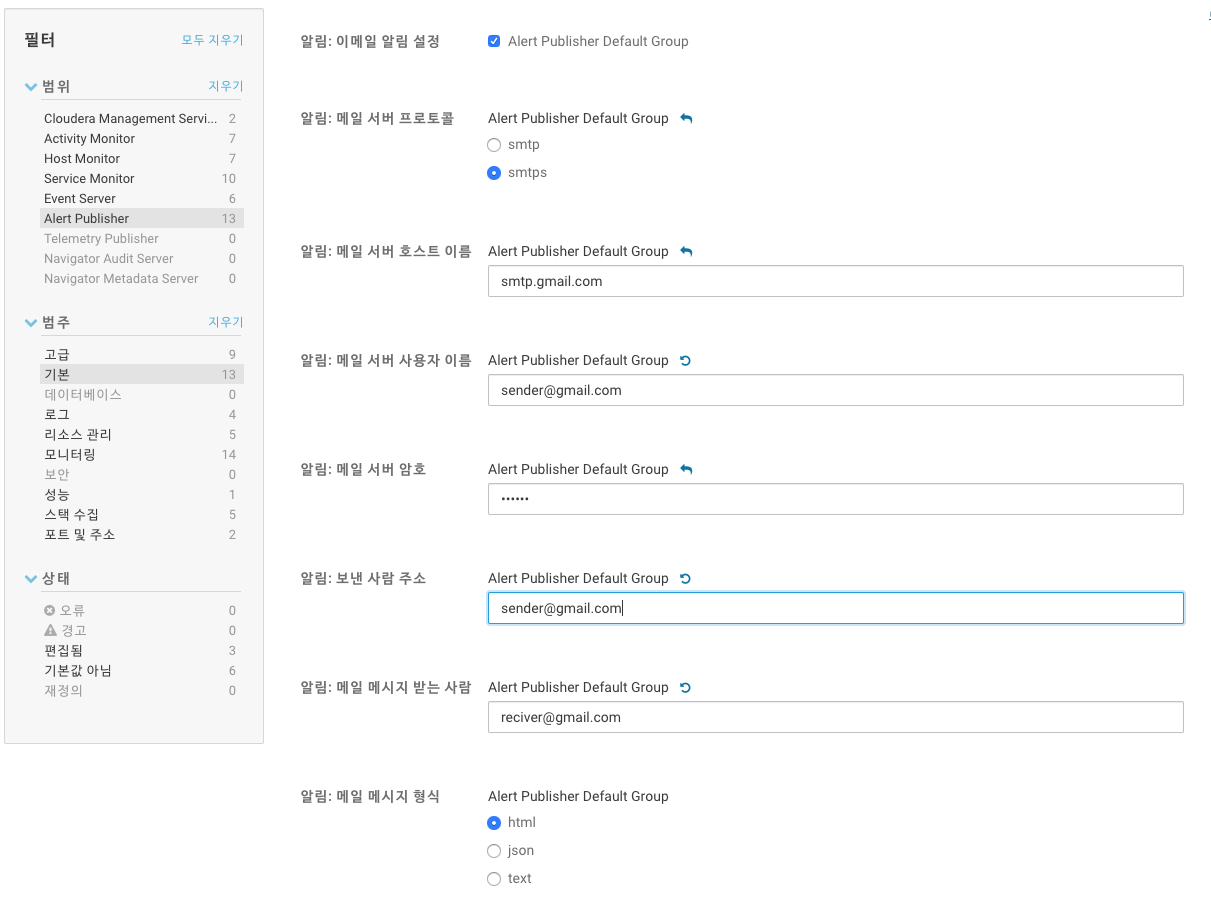 필터 모두 지우기
범위 지우기
Cloudera Management Servi... 2
Activity Monitor 7
Host Monitor 7
Service Monitor 10
Event Server 6
Alert Publisher 13
Telemetry Publisher 0
Navigator Audit Server 0
Navigator Metadata Server 0
범주 지우기
고급 9
기본 13
데이터베이스 0
로그 4
리소스 관리 5
모니터링 14
보안 0
성능 1
스택 수집 5
포트 및 주소 2
상태
오류 0
경고 0
편집됨 3
기본값 아님 6
재정의 0
알림: 이메일 알림 설정 Alert Publisher Default Group
알림: 메일 서버 프로토콜 Alert Publisher Default Group
smtp
smtps
알림: 메일 서버 호스트 이름 Alert Publisher Default Group
smtp.gmail.com
알림: 메일 서버 사용자 이름 Alert Publisher Default Group
sender@gmail.com
알림: 메일 서버 암호 Alert Publisher Default Group
••••••
알림: 보낸 사람 주소 Alert Publisher Default Group
sender@gmail.com
알림: 메일 메시지 받는 사람 Alert Publisher Default Group
reciver@gmail.com
알림: 메일 메시지 형식 Alert Publisher Default Group
html
json
text